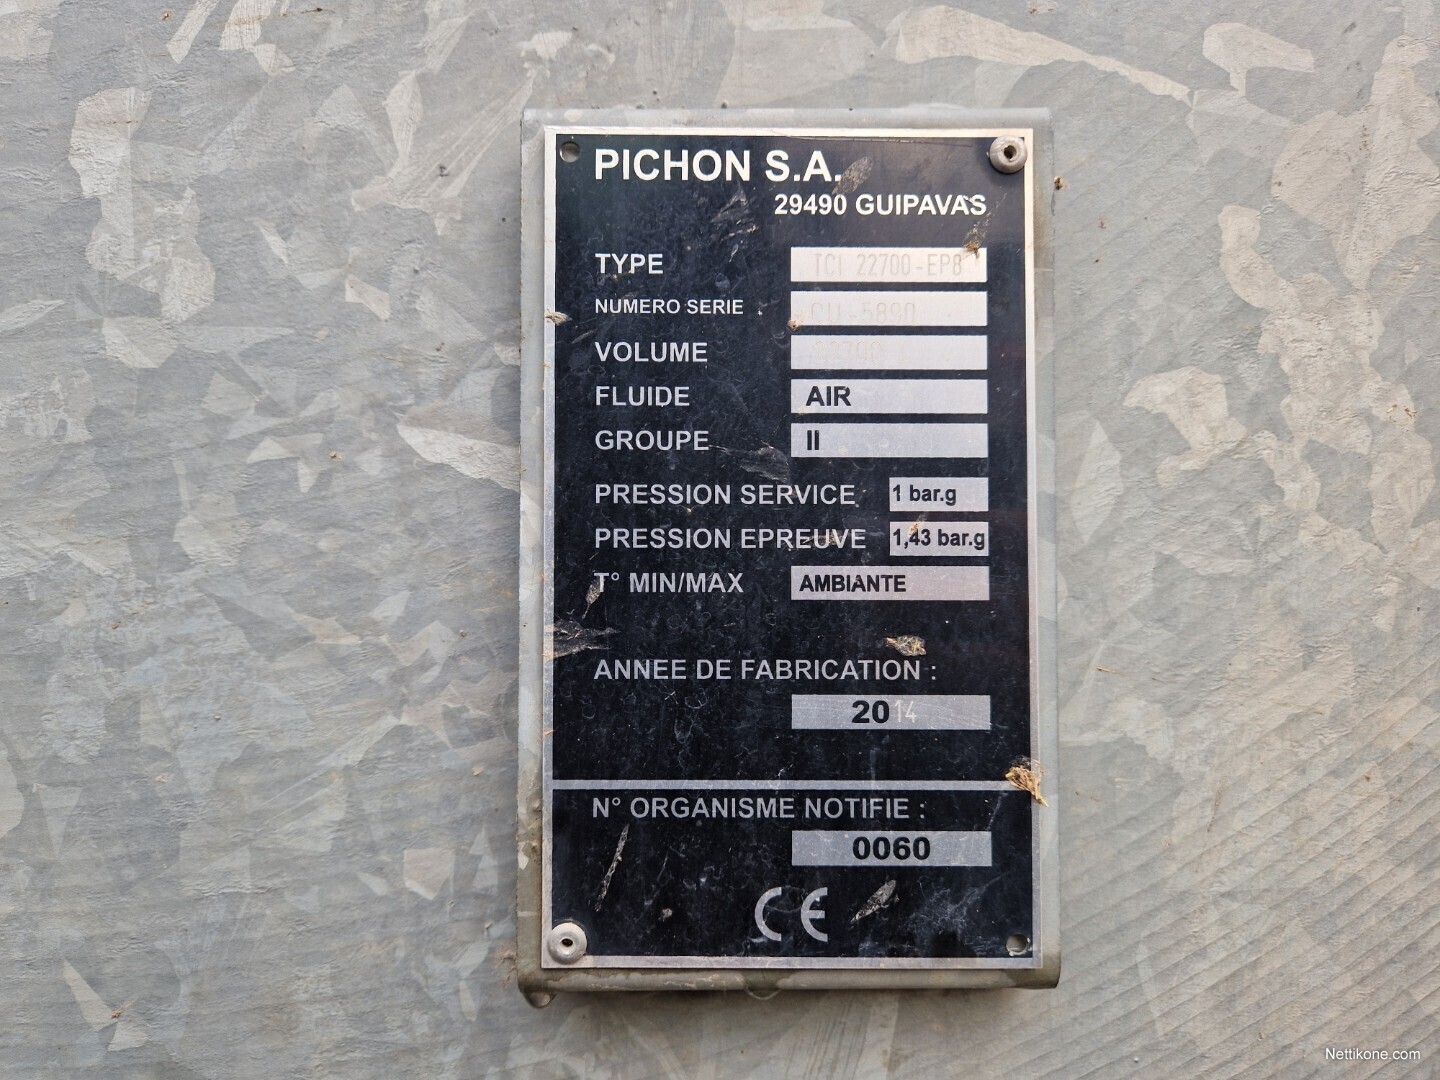 PICHON S.A.
29490 GUIPAVAS
TYPE TCI 22700-EP8
NUMERO SERIE
VOLUME
FLUIDE AIR
GROUPE II
PRESSION SERVICE 1 bar.g
PRESSION EPREUVE 1,43 bar.g
T° MIN/MAX AMBIANTE
ANNEE DE FABRICATION :
2014
N° ORGANISME NOTIFIE :
0060
CE
Nettikone.com